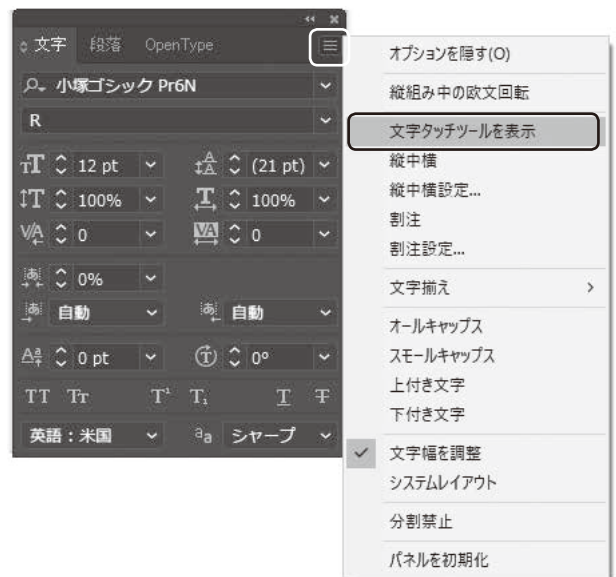 文字 段落 OpenType
小塚ゴシック Pr6N
R
12 pt (21 pt)
100% 100%
0 0
0%
自動 自動
0 pt 0°
TT Tr T¹ T₁ T Ŧ
英語：米国 aa シャープ
オプションを隠す(O)
縦組み中の欧文回転
文字タッチツールを表示
縦中横
縦中横設定...
割注
割注設定...
文字揃え
オールキャップス
スモールキャップス
上付き文字
下付き文字
文字幅を調整
システムレイアウト
分割禁止
パネルを初期化